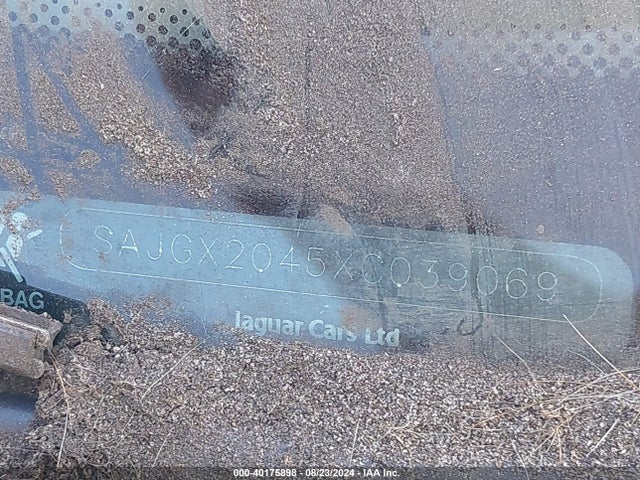 SAJGX2045XC039069
BAG
Jaguar Cars Ltd
000-40175898 - 08/23/2024 - IAA Inc.